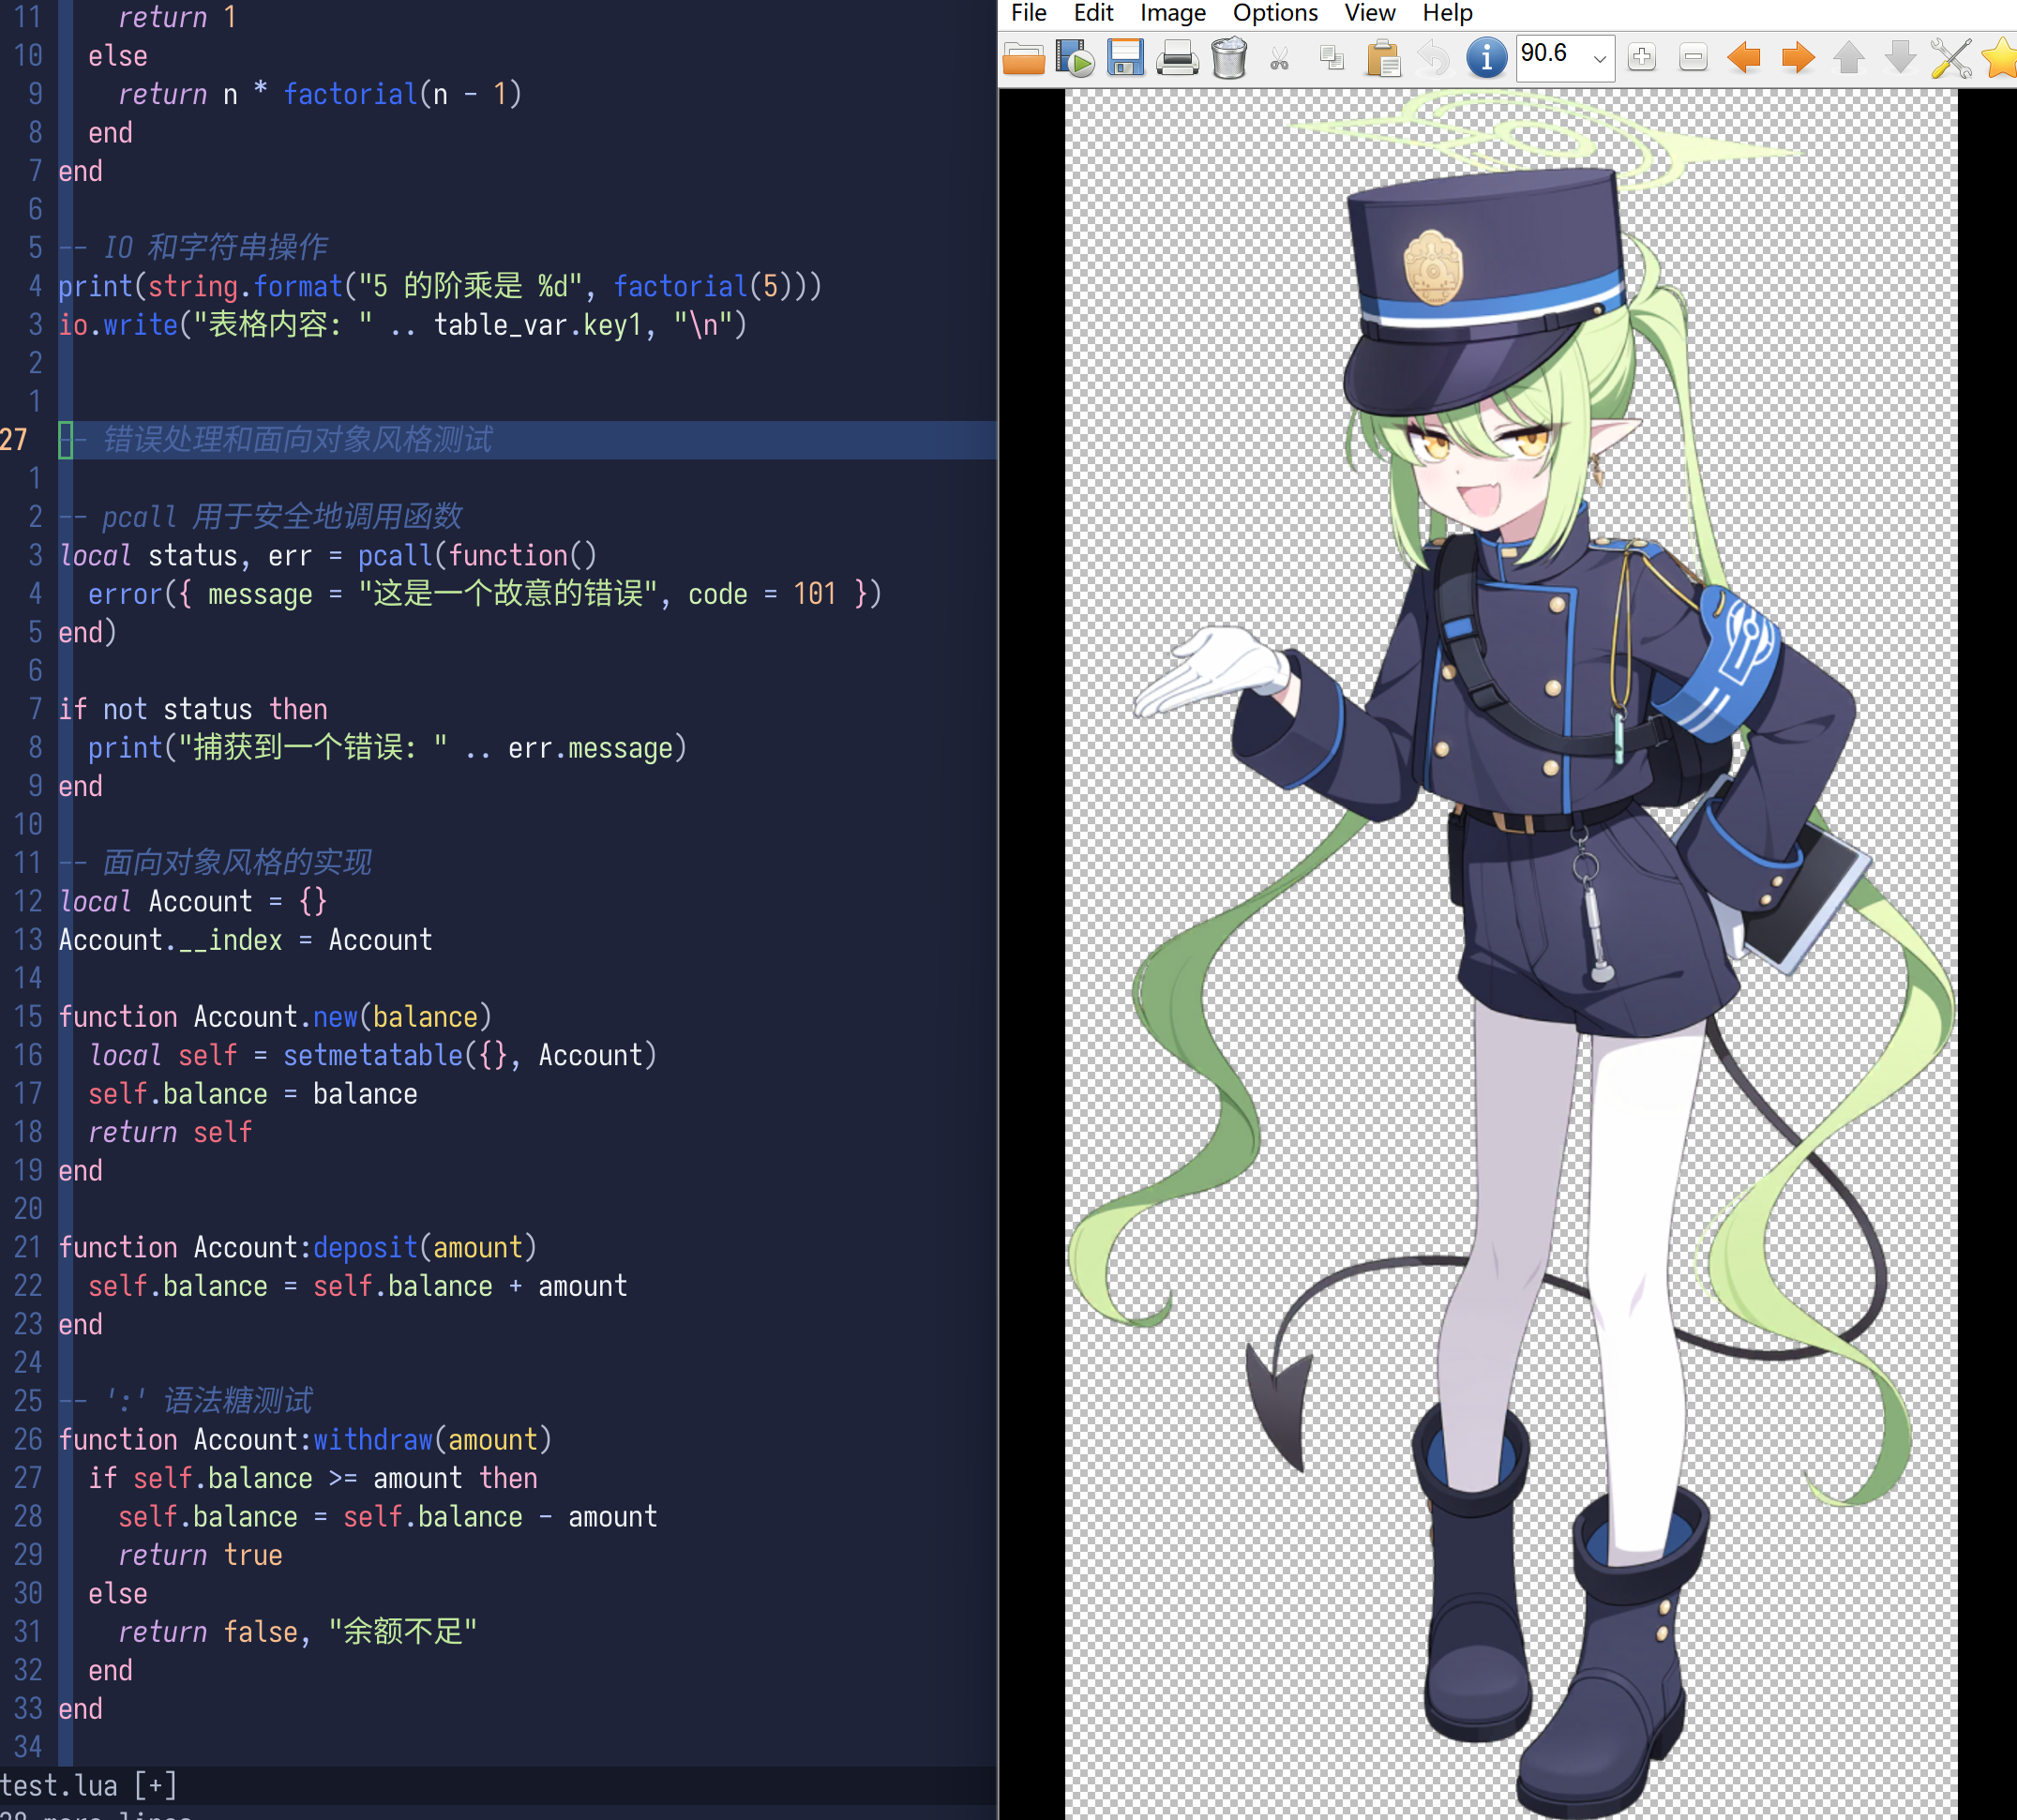 11 return 1
10 else
9 return n * factorial(n - 1)
8 end
7 end
6
5 -- IO 和字符串操作
4 print(string.format("5 的阶乘是 %d", factorial(5)))
3 io.write("表格内容: " .. table_var.key1, "\n")
2
1
27 -- 错误处理和面向对象风格测试
1
2 -- pcall 用于安全地调用函数
3 local status, err = pcall(function()
4 error({ message = "这是一个故意的错误", code = 101 })
5 end)
6
7 if not status then
8 print("捕获到一个错误: " .. err.message)
9 end
10
11 -- 面向对象风格的实现
12 local Account = {}
13 Account.__index = Account
14
15 function Account.new(balance)
16 local self = setmetatable({}, Account)
17 self.balance = balance
18 return self
19 end
20
21 function Account:deposit(amount)
22 self.balance = self.balance + amount
23 end
24
25 -- ':' 语法糖测试
26 function Account:withdraw(amount)
27 if self.balance >= amount then
28 self.balance = self.balance - amount
29 return true
30 else
31 return false, "余额不足"
32 end
33 end
34
test.lua [+]
File Edit Image Options View Help
90.6